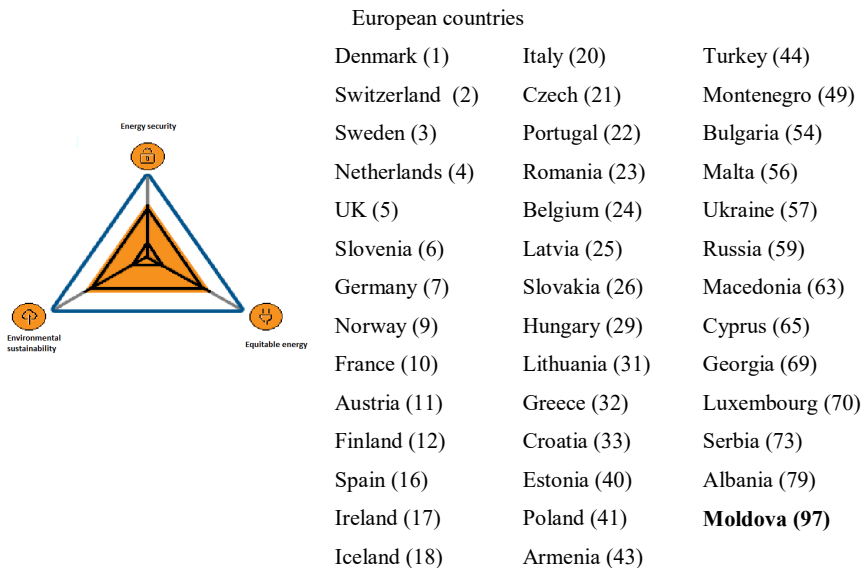 European countries
Energy security
Environmental
sustainability
Equitable energy
Denmark (1)
Switzerland (2)
Sweden (3)
Netherlands (4)
UK (5)
Slovenia (6)
Germany (7)
Norway (9)
France (10)
Austria (11)
Finland (12)
Spain (16)
Ireland (17)
Iceland (18)
Italy (20)
Czech (21)
Portugal (22)
Romania (23)
Belgium (24)
Latvia (25)
Slovakia (26)
Hungary (29)
Lithuania (31)
Greece (32)
Croatia (33)
Estonia (40)
Poland (41)
Armenia (43)
Turkey (44)
Montenegro (49)
Bulgaria (54)
Malta (56)
Ukraine (57)
Russia (59)
Macedonia (63)
Cyprus (65)
Georgia (69)
Luxembourg (70)
Serbia (73)
Albania (79)
Moldova (97)